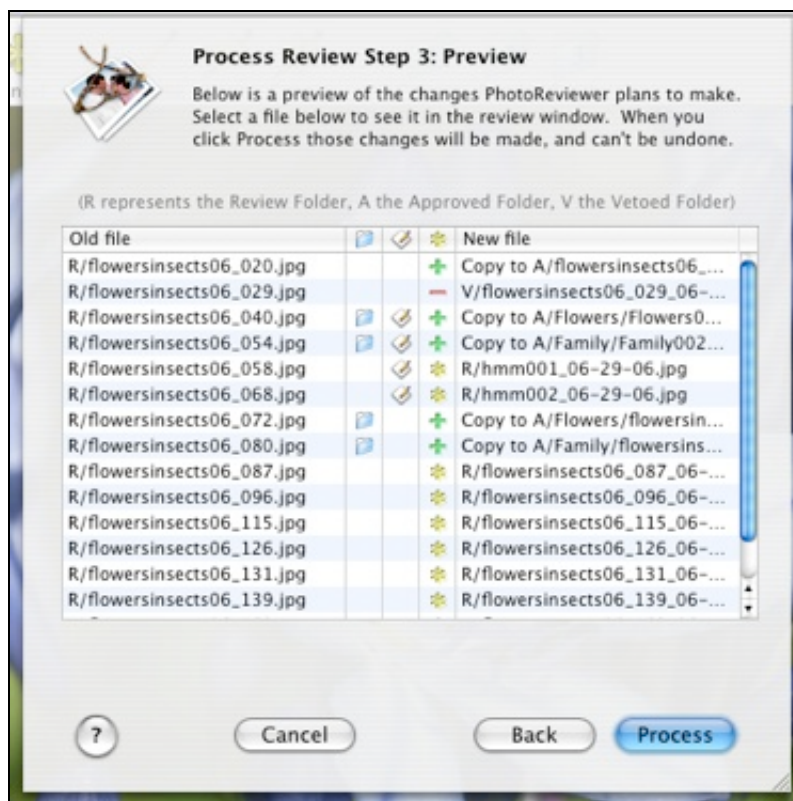 Process Review Step 3: Preview
Below is a preview of the changes PhotoReviewer plans to make.
Select a file below to see it in the review window. When you
click Process those changes will be made, and can't be undone.
(R represents the Review Folder, A the Approved Folder, V the Vetoed Folder)
Old file New file
R/flowersinsects06_020.jpg Copy to A/flowersinsects06_...
R/flowersinsects06_029.jpg V/flowersinsects06_029_06-...
R/flowersinsects06_040.jpg Copy to A/Flowers/Flowers0...
R/flowersinsects06_054.jpg Copy to A/Family/Family002...
R/flowersinsects06_058.jpg R/hmm001_06-29-06.jpg
R/flowersinsects06_068.jpg R/hmm002_06-29-06.jpg
R/flowersinsects06_072.jpg Copy to A/Flowers/flowersin...
R/flowersinsects06_080.jpg Copy to A/Family/flowersins...
R/flowersinsects06_087.jpg R/flowersinsects06_087_06-...
R/flowersinsects06_096.jpg R/flowersinsects06_096_06-...
R/flowersinsects06_115.jpg R/flowersinsects06_115_06-...
R/flowersinsects06_126.jpg R/flowersinsects06_126_06-...
R/flowersinsects06_131.jpg R/flowersinsects06_131_06-...
R/flowersinsects06_139.jpg R/flowersinsects06_139_06-...
? Cancel Back Process